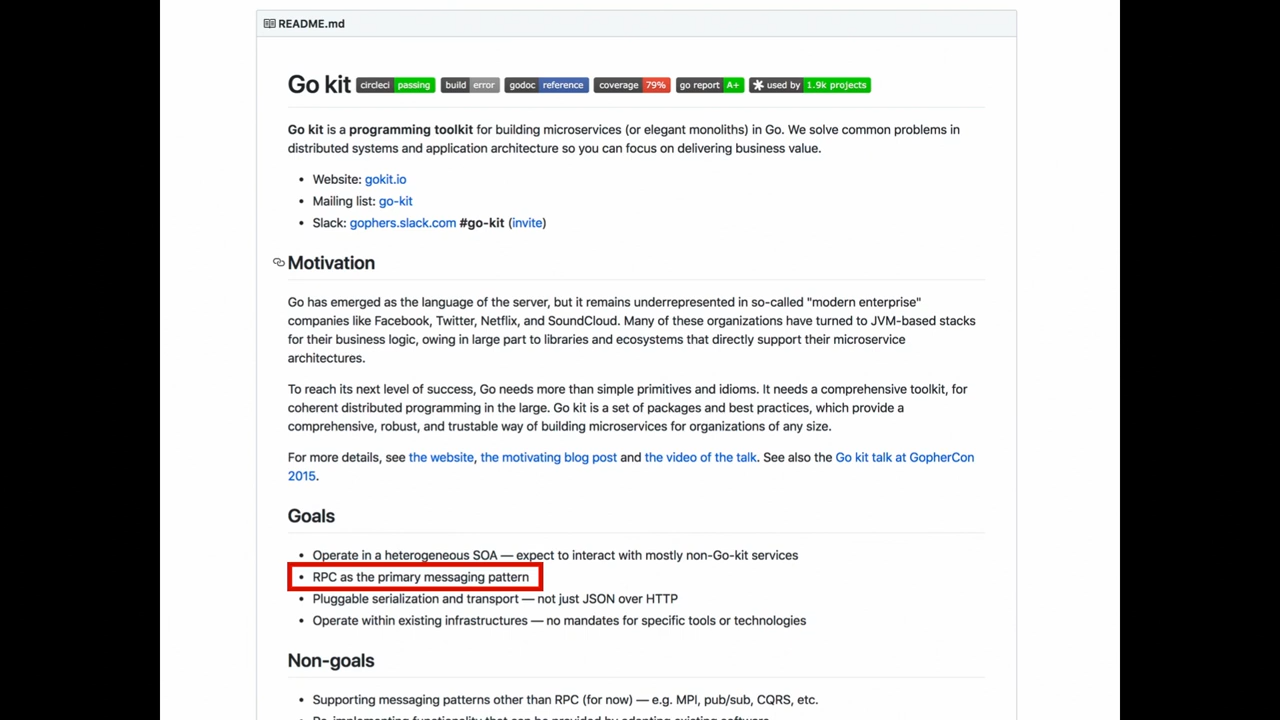 README.md
Go kit circleci passing build error godoc reference coverage 79% go report A+ used by 1.9k projects
Go kit is a programming toolkit for building microservices (or elegant monoliths) in Go. We solve common problems in
distributed systems and application architecture so you can focus on delivering business value.
• Website: gokit.io
• Mailing list: go-kit
• Slack: gophers.slack.com #go-kit (invite)
Motivation
Go has emerged as the language of the server, but it remains underrepresented in so-called "modern enterprise"
companies like Facebook, Twitter, Netflix, and SoundCloud. Many of these organizations have turned to JVM-based stacks
for their business logic, owing in large part to libraries and ecosystems that directly support their microservice
architectures.
To reach its next level of success, Go needs more than simple primitives and idioms. It needs a comprehensive toolkit, for
coherent distributed programming in the large. Go kit is a set of packages and best practices, which provide a
comprehensive, robust, and trustable way of building microservices for organizations of any size.
For more details, see the website, the motivating blog post and the video of the talk. See also the Go kit talk at GopherCon
2015.
Goals
• Operate in a heterogeneous SOA — expect to interact with mostly non-Go-kit services
• RPC as the primary messaging pattern
• Pluggable serialization and transport — not just JSON over HTTP
• Operate within existing infrastructures — no mandates for specific tools or technologies
Non-goals
• Supporting messaging patterns other than RPC (for now) — e.g. MPI, pub/sub, CQRS, etc.
• Re-implementing functionality that can be provided by adapting existing software